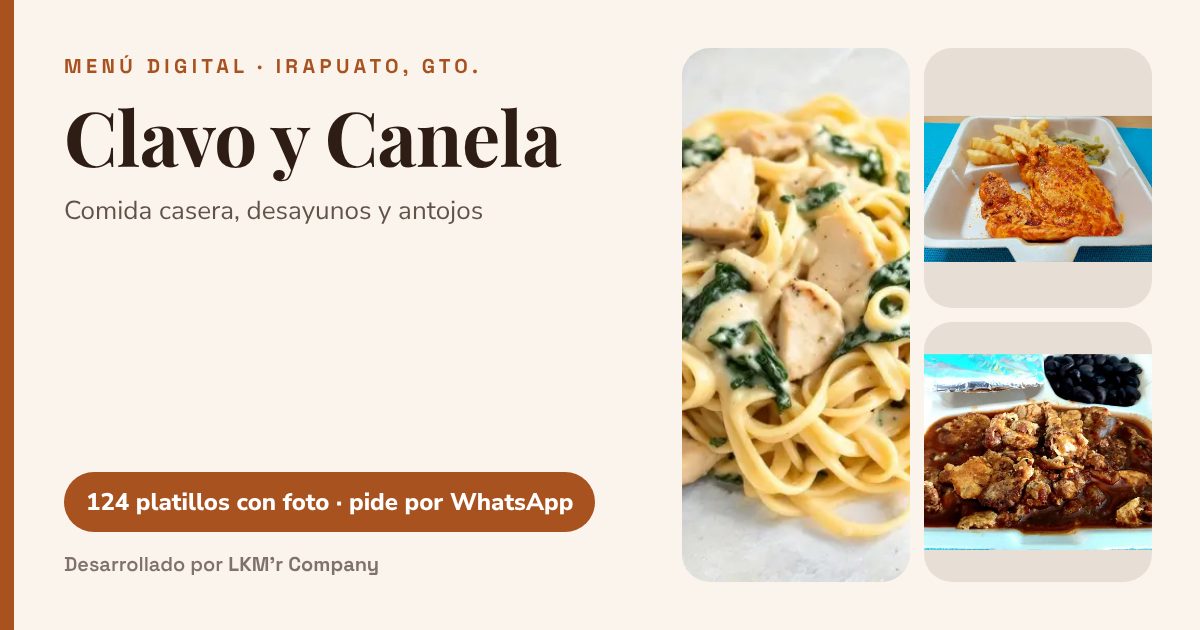 MENÚ DIGITAL · IRAPUATO, GTO.
Clavo y Canela
Comida casera, desayunos y antojos
124 platillos con foto · pide por WhatsApp
Desarrollado por LKM’r Company